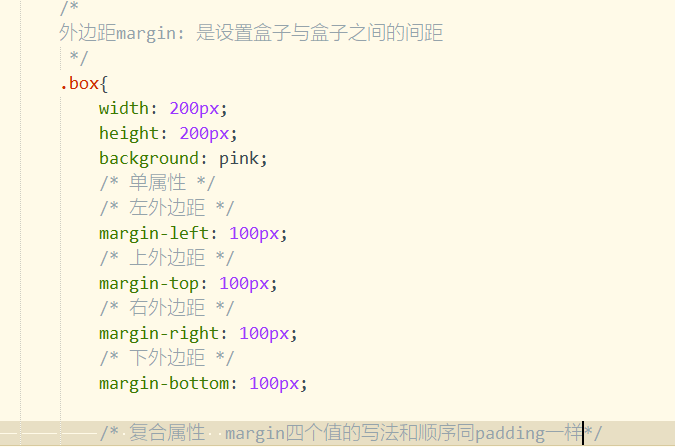 /*
外边距margin: 是设置盒子与盒子之间的间距
*/
.box{
width: 200px;
height: 200px;
background: pink;
/* 单属性 */
/* 左外边距 */
margin-left: 100px;
/* 上外边距 */
margin-top: 100px;
/* 右外边距 */
margin-right: 100px;
/* 下外边距 */
margin-bottom: 100px;
/* 复合属性  margin四个值的写法和顺序同padding一样*/